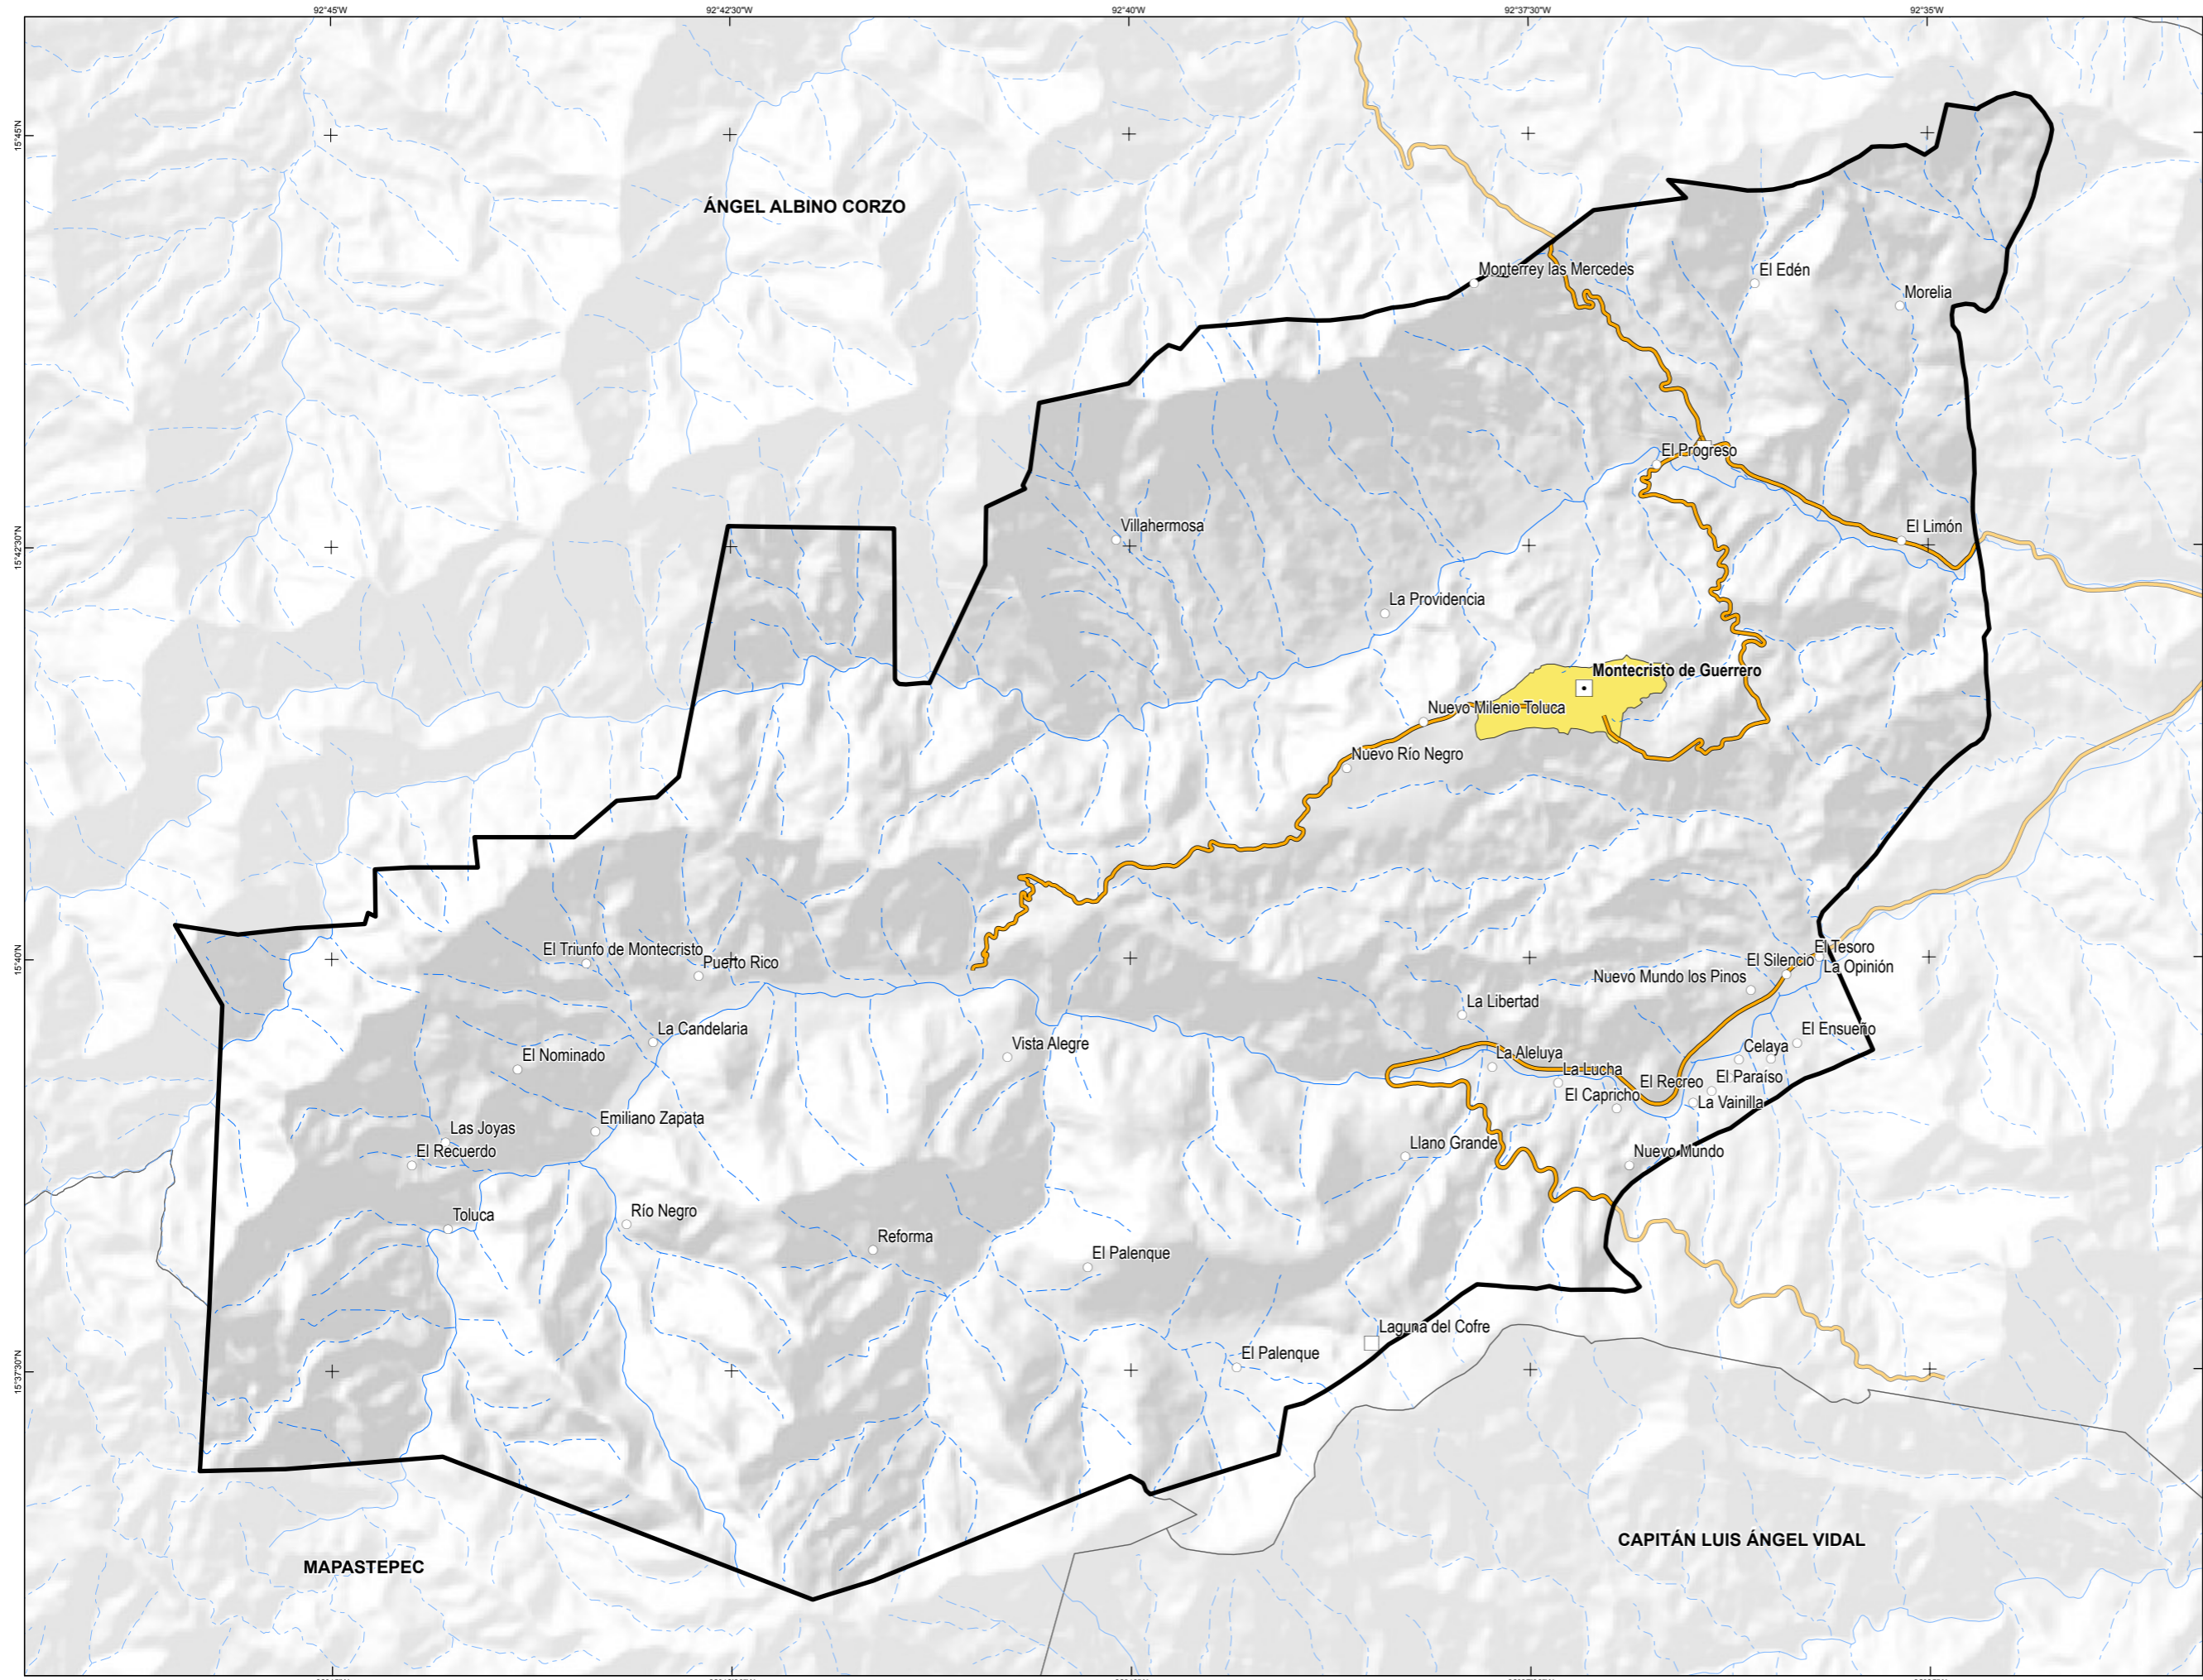 92°45'W
92°42'30"W
92°40'W
92°37'30"W
92°35'W
15°45'N
ÁNGEL ALBINO CORZO
Monterrey las Mercedes
El Edén
Morelia
El Progreso
15°42'30"N
Villahermosa
El Limón
La Providencia
Montecristo de Guerrero
Nuevo Milenio Toluca
Nuevo Río Negro
15°40'N
El Triunfo de Montecristo
Puerto Rico
El Tesoro
El Silencio
La Opinión
Nuevo Mundo los Pinos
La Libertad
La Candelaria
El Ensueño
Vista Alegre
El Nominado
La Aleluya
Celaya
La Lucha
El Recreo
El Paraíso
El Capricho
La Vainilla
Emiliano Zapata
Las Joyas
El Recuerdo
Llano Grande
Nuevo Mundo
Toluca
Río Negro
Reforma
El Palenque
Laguna del Cofre
El Palenque
15°37'30"N
CAPITÁN LUIS ÁNGEL VIDAL
MAPASTEPEC